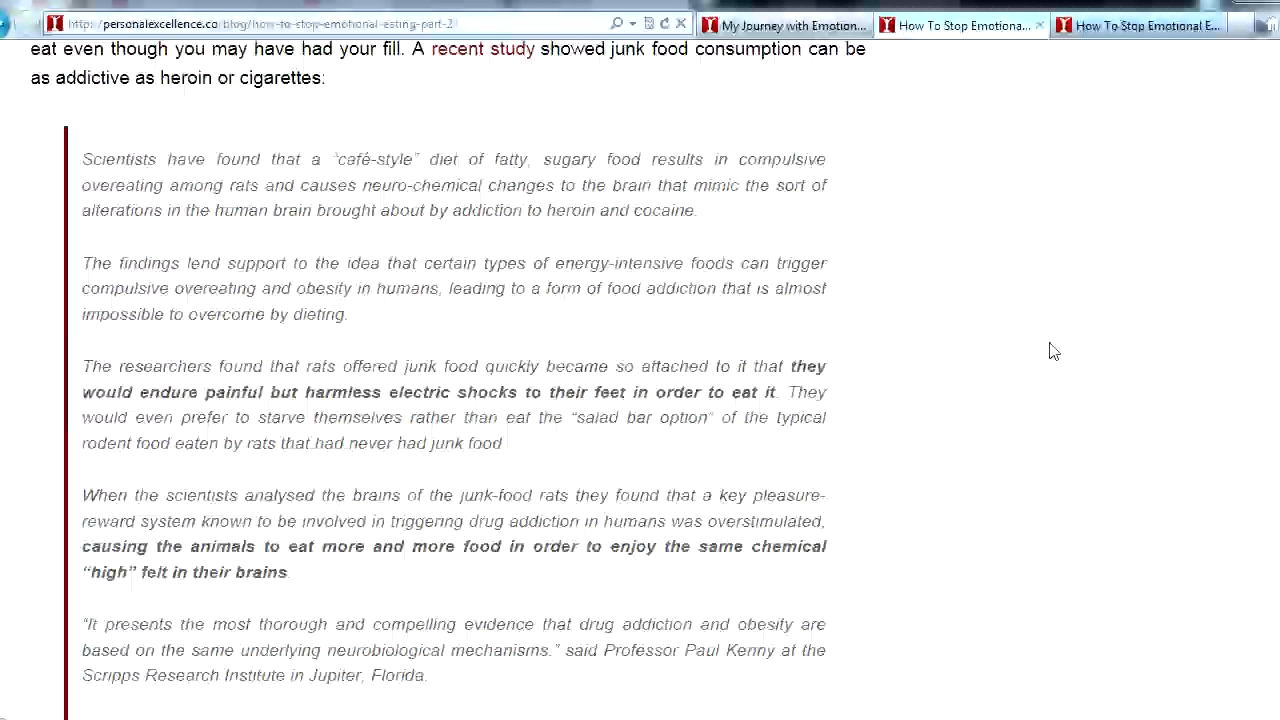 http://personalexcellence.co/blog/how-to-stop-emotional-eating-part-2/
My Journey with Emotion...
How To Stop Emotiona...
How To Stop Emotional E...
eat even though you may have had your fill. A recent study showed junk food consumption can be
as addictive as heroin or cigarettes:
Scientists have found that a "café-style" diet of fatty, sugary food results in compulsive
overeating among rats and causes neuro-chemical changes to the brain that mimic the sort of
alterations in the human brain brought about by addiction to heroin and cocaine.
The findings lend support to the idea that certain types of energy-intensive foods can trigger
compulsive overeating and obesity in humans, leading to a form of food addiction that is almost
impossible to overcome by dieting.
The researchers found that rats offered junk food quickly became so attached to it that they
would endure painful but harmless electric shocks to their feet in order to eat it. They
would even prefer to starve themselves rather than eat the "salad bar option" of the typical
rodent food eaten by rats that had never had junk food
When the scientists analysed the brains of the junk-food rats they found that a key pleasure-
reward system known to be involved in triggering drug addiction in humans was overstimulated,
causing the animals to eat more and more food in order to enjoy the same chemical
"high" felt in their brains.
"It presents the most thorough and compelling evidence that drug addiction and obesity are
based on the same underlying neurobiological mechanisms." said Professor Paul Kenny at the
Scripps Research Institute in Jupiter, Florida.